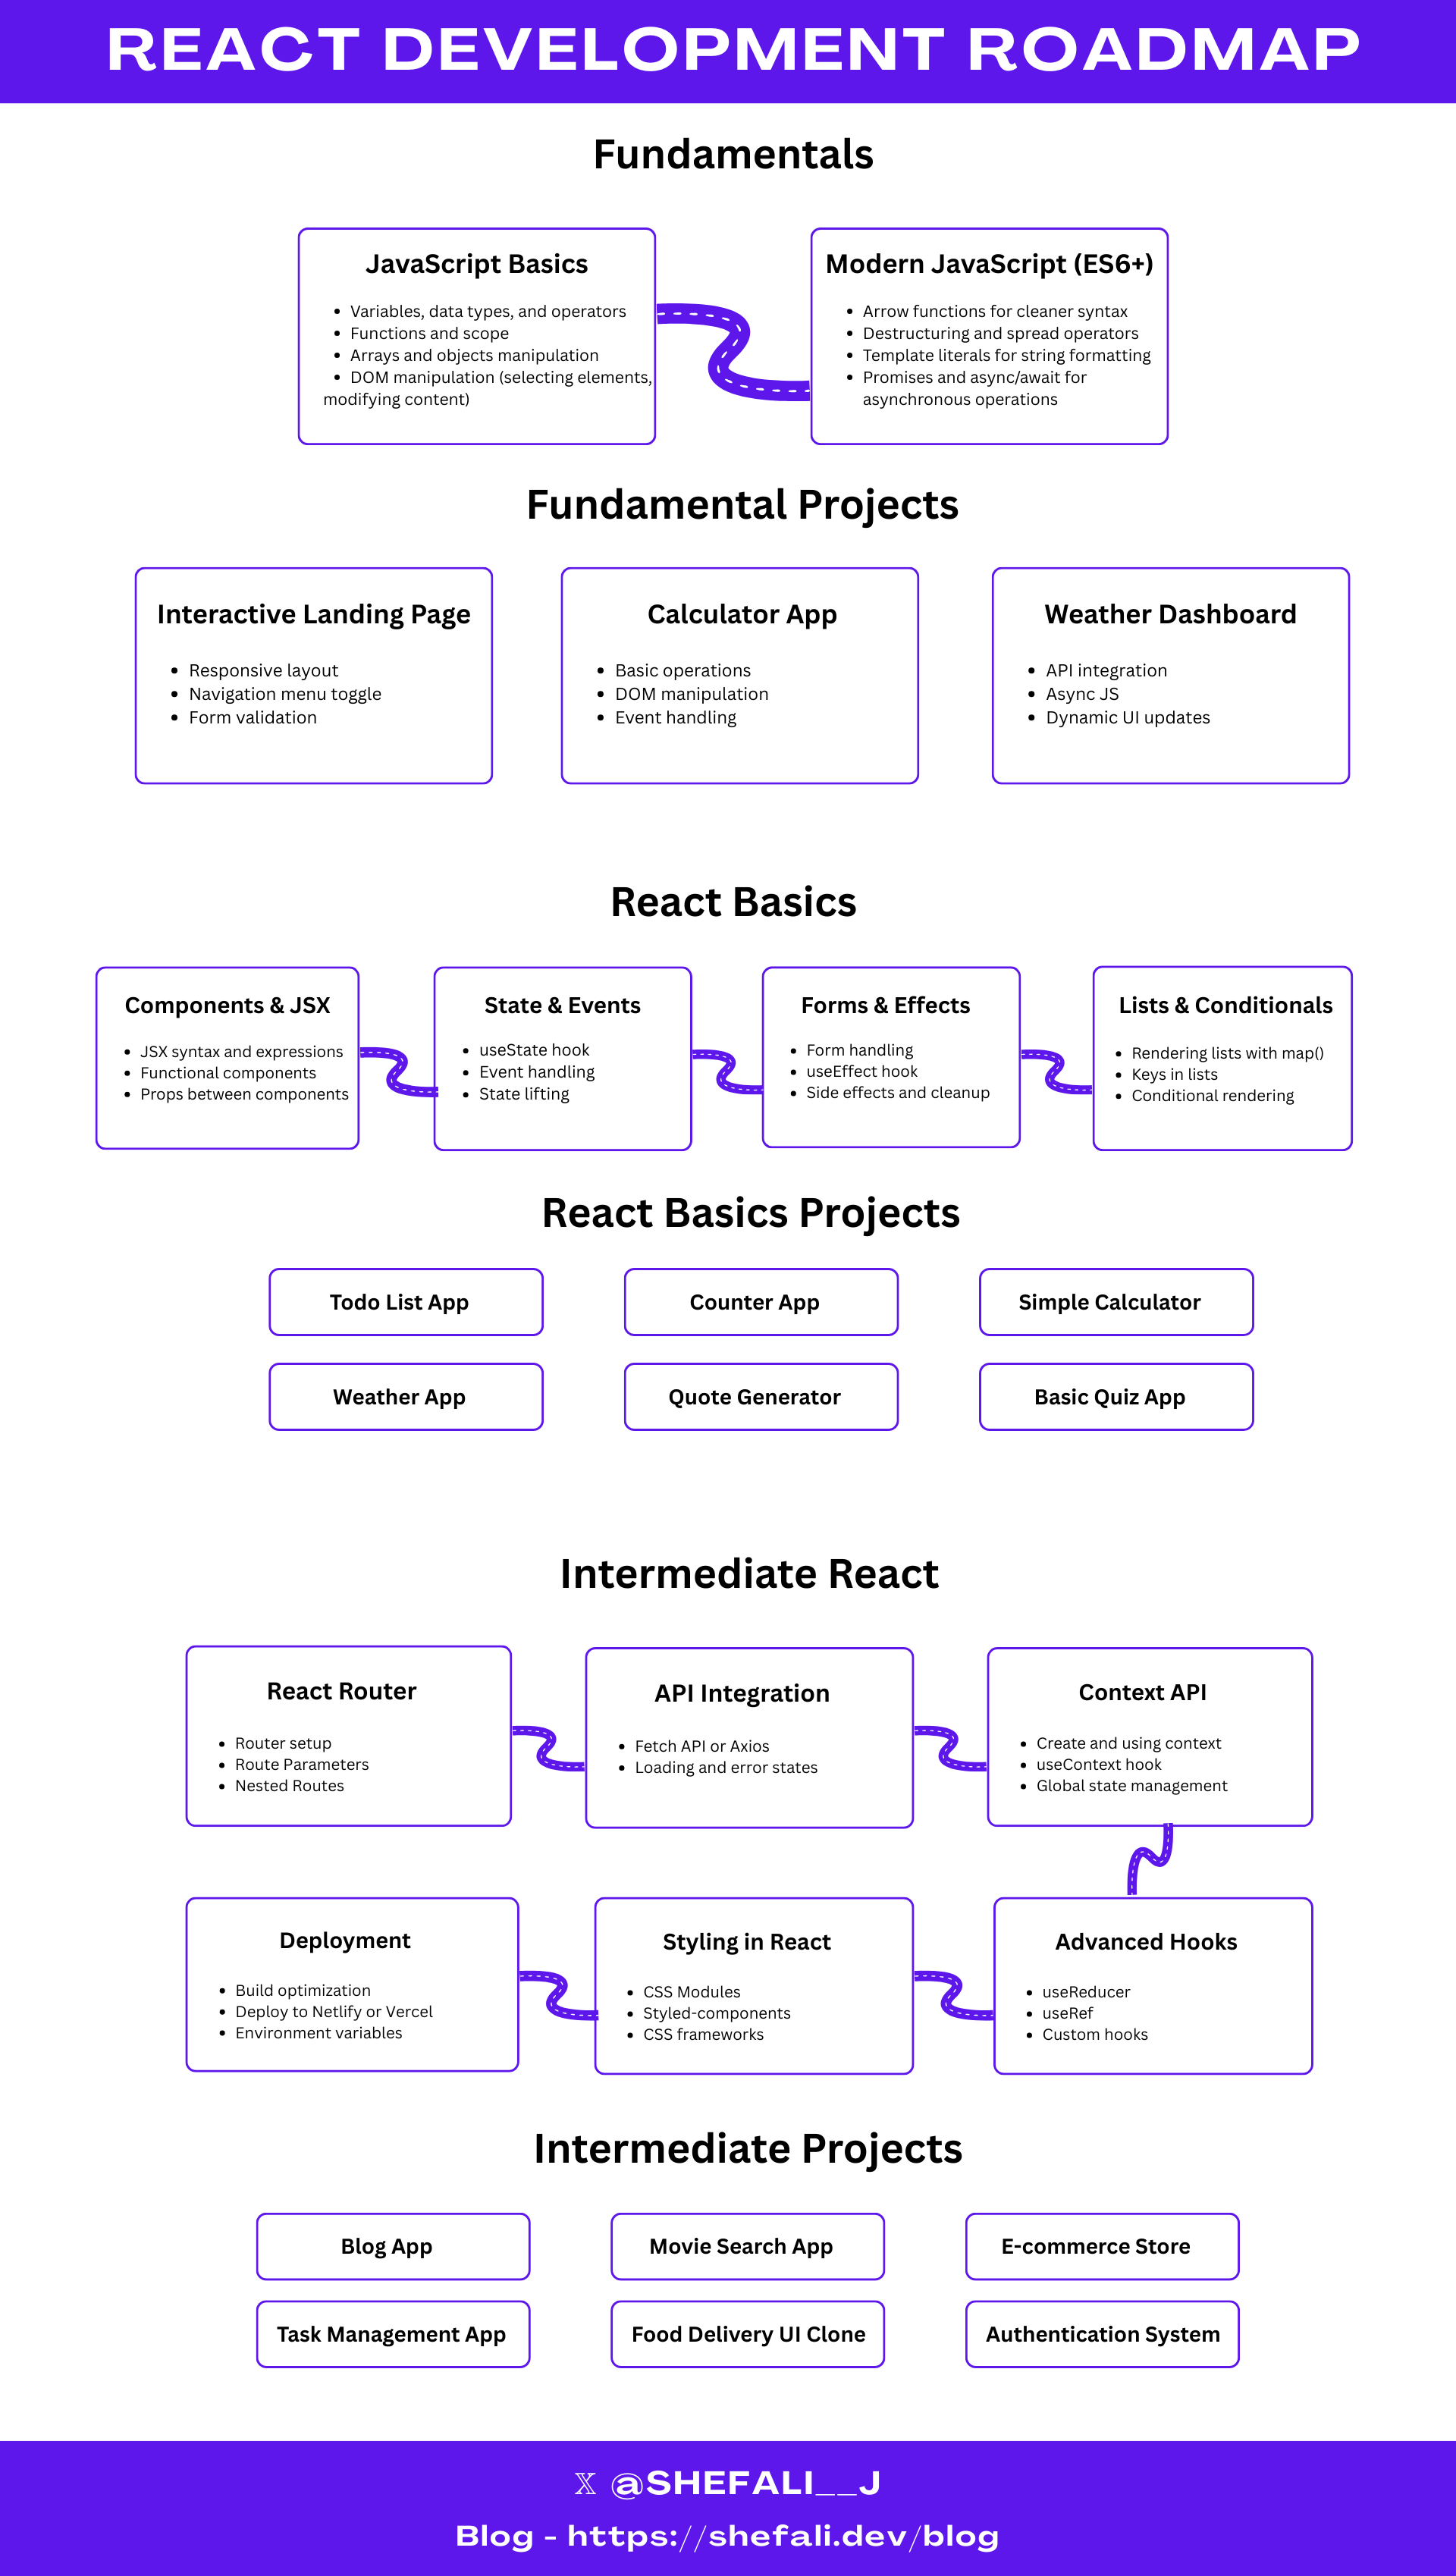 REACT DEVELOPMENT ROADMAP
Fundamentals
JavaScript Basics
• Variables, data types, and operators
• Functions and scope
• Arrays and objects manipulation
• DOM manipulation (selecting elements,
modifying content)
Modern JavaScript (ES6+)
• Arrow functions for cleaner syntax
• Destructuring and spread operators
• Template literals for string formatting
• Promises and async/await for
asynchronous operations
Fundamental Projects
Interactive Landing Page
• Responsive layout
• Navigation menu toggle
• Form validation
Calculator App
• Basic operations
• DOM manipulation
• Event handling
Weather Dashboard
• API integration
• Async JS
• Dynamic UI updates
React Basics
Components & JSX
• JSX syntax and expressions
• Functional components
• Props between components
State & Events
• useState hook
• Event handling
• State lifting
Forms & Effects
• Form handling
• useEffect hook
• Side effects and cleanup
Lists & Conditionals
• Rendering lists with map()
• Keys in lists
• Conditional rendering
React Basics Projects
Todo List App
Counter App
Simple Calculator
Weather App
Quote Generator
Basic Quiz App
Intermediate React
React Router
• Router setup
• Route Parameters
• Nested Routes
API Integration
• Fetch API or Axios
• Loading and error states
Context API
• Create and using context
• useContext hook
• Global state management
Deployment
• Build optimization
• Deploy to Netlify or Vercel
• Environment variables
Styling in React
• CSS Modules
• Styled-components
• CSS frameworks
Advanced Hooks
• useReducer
• useRef
• Custom hooks
Intermediate Projects
Blog App
Movie Search App
E-commerce Store
Task Management App
Food Delivery UI Clone
Authentication System
𝕏 @SHEFALI__J
Blog - https://shefali.dev/blog